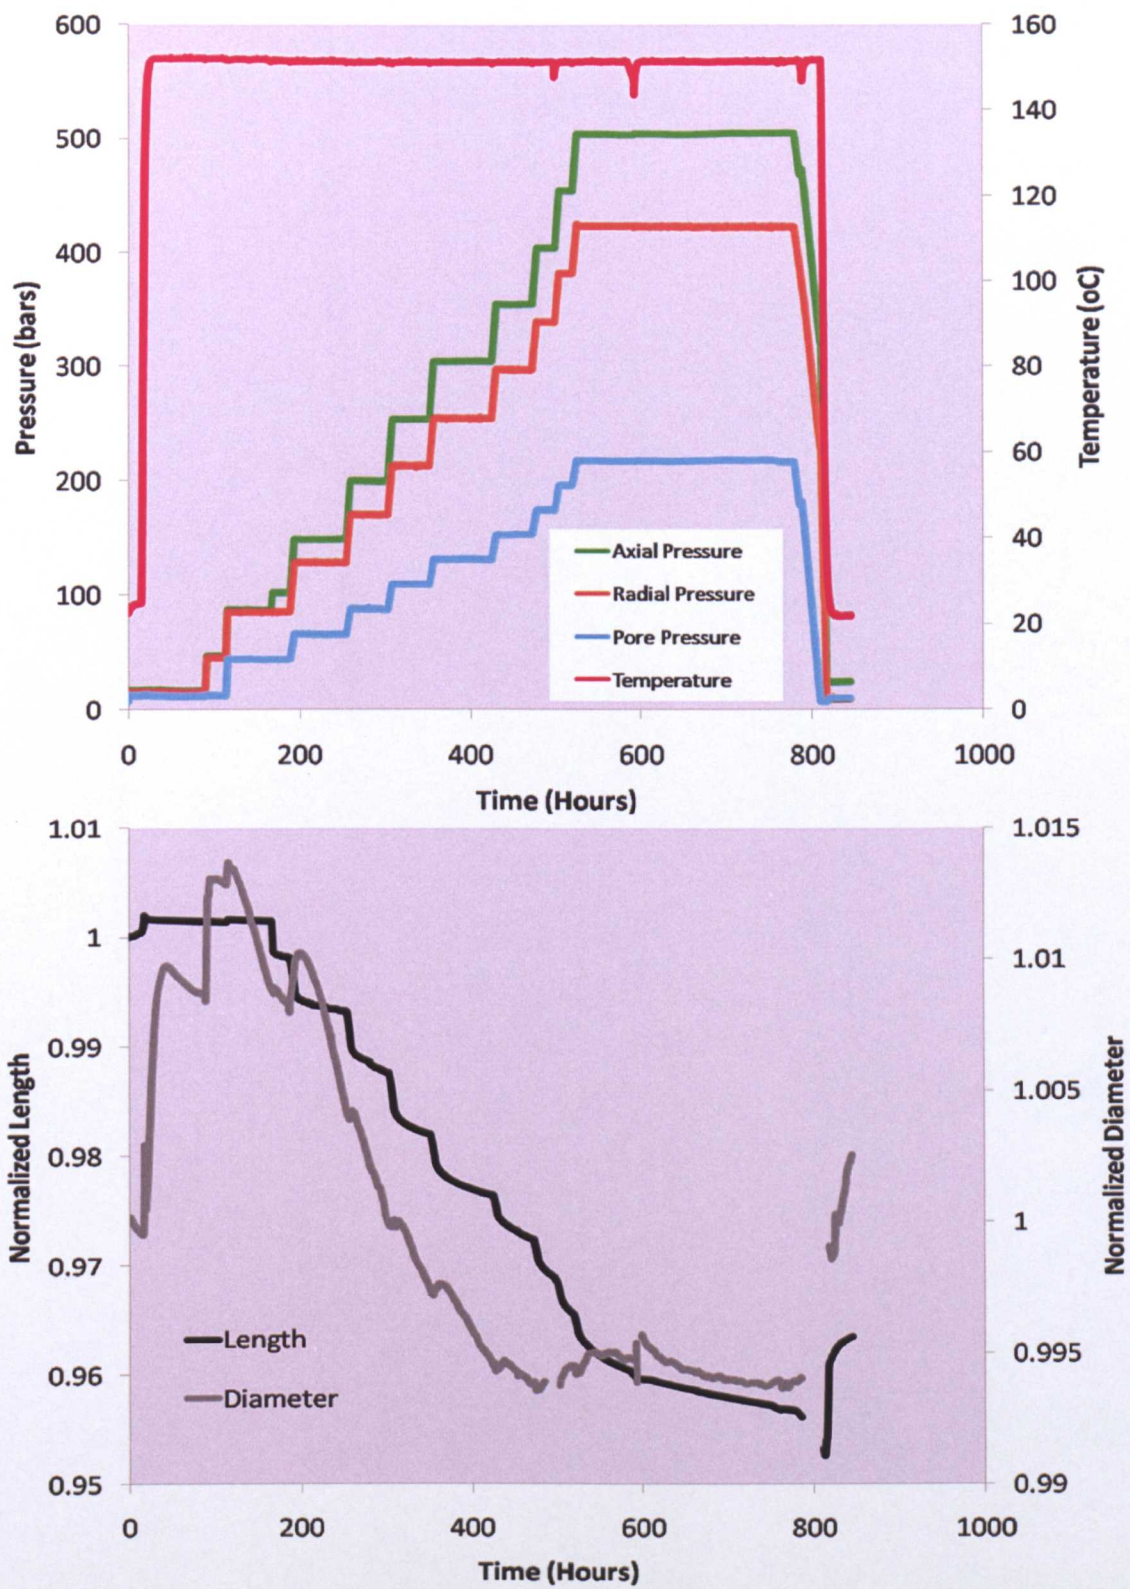 600
500
400
300
200
100
0
Pressure (bars)
160
140
120
100
80
60
40
20
0
Temperature (oC)
Axial Pressure
Radial Pressure
Pore Pressure
Temperature
0 200 400 600 800 1000
Time (Hours)
1.01
1
0.99
0.98
0.97
0.96
0.95
Normalized Length
1.015
1.01
1.005
1
0.995
0.99
Normalized Diameter
Length
Diameter
0 200 400 600 800 1000
Time (Hours)